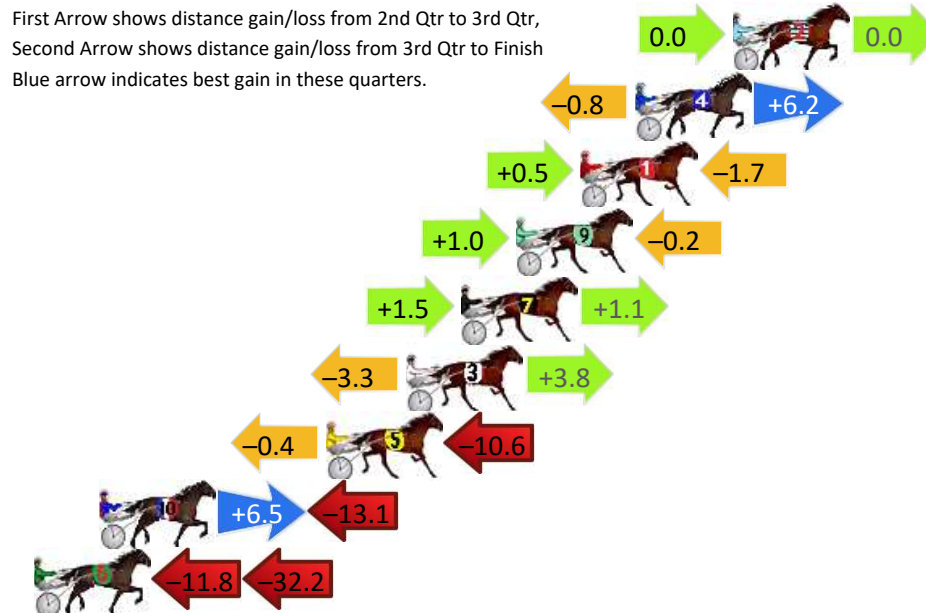 First Arrow shows distance gain/loss from 2nd Qtr to 3rd Qtr,
Second Arrow shows distance gain/loss from 3rd Qtr to Finish
Blue arrow indicates best gain in these quarters.
0.0 2 0.0
–0.8 4 +6.2
+0.5 1 –1.7
+1.0 9 –0.2
+1.5 7 +1.1
–3.3 3 +3.8
–0.4 5 –10.6
10 +6.5 –13.1
–11.8 –32.2